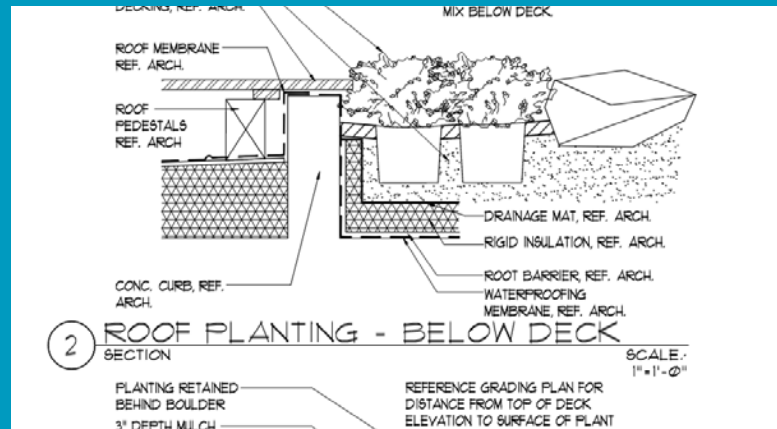 DECKING, REF. ARCH.
MIX BELOW DECK.
ROOF MEMBRANE
REF. ARCH.
ROOF
PEDESTALS
REF. ARCH
DRAINAGE MAT, REF. ARCH.
RIGID INSULATION, REF. ARCH.
ROOT BARRIER, REF. ARCH.
WATERPROOFING
MEMBRANE, REF. ARCH.
CONC. CURB, REF.
ARCH.
2
ROOF PLANTING - BELOW DECK
SECTION
SCALE:
1"=1'-0"
PLANTING RETAINED
BEHIND BOULDER
3" DEPTH MULCH
REFERENCE GRADING PLAN FOR
DISTANCE FROM TOP OF DECK
ELEVATION TO SURFACE OF PLANT